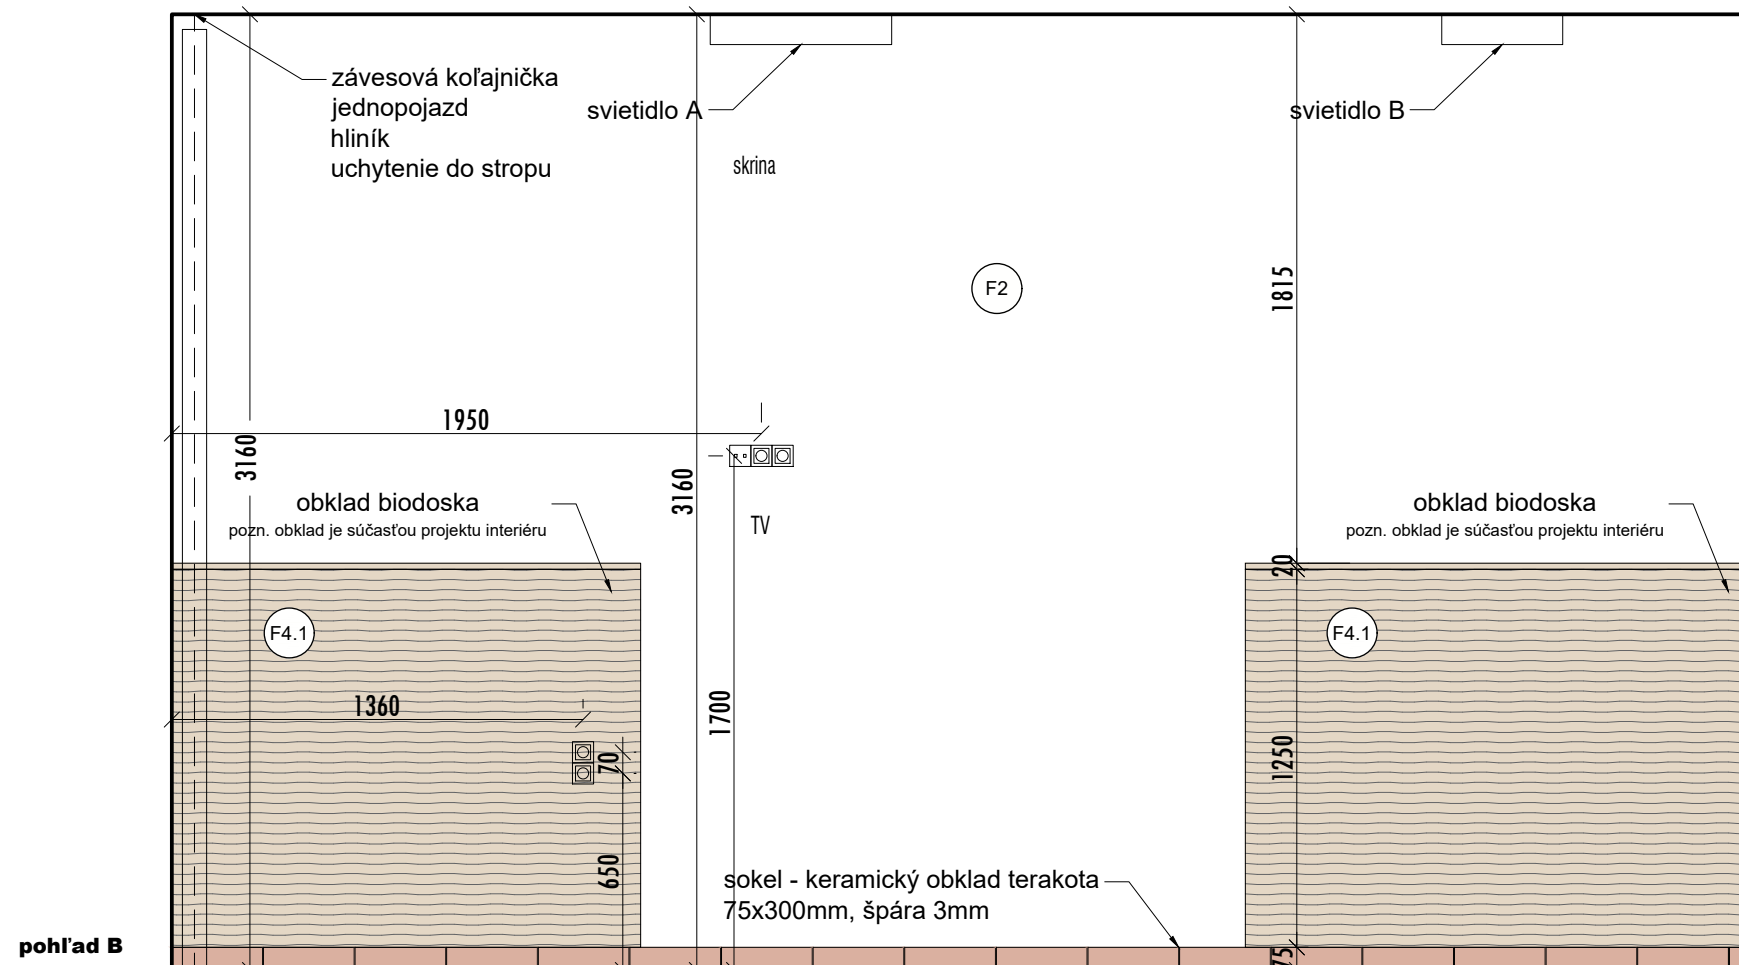 závesová koľajnička
jednopojazd
hliník
uchytenie do stropu
svietidlo A
svietidlo B
skrina
F2
1815
1950
3160
3160
obklad biodoska
pozn. obklad je súčasťou projektu interiéru
TV
obklad biodoska
pozn. obklad je súčasťou projektu interiéru
20
F4.1
F4.1
1360
1700
70
1250
650
sokel - keramický obklad terakota
75x300mm, špára 3mm
pohľad B
75